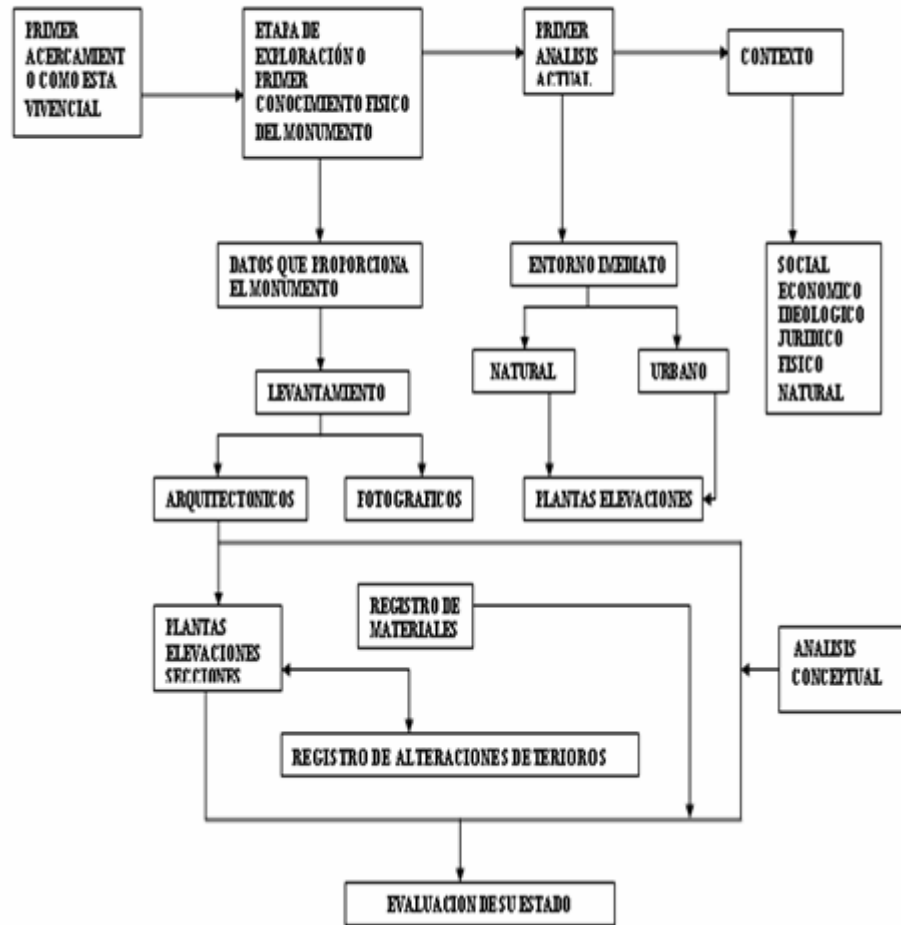 PRIMER
ACERCAMIENT
O COMO ESTA
VIVENCIAL
ETAPA DE
EXPLORACIÓN O
PRIMER
CONOCIMIENTO FISICO
DEL MONUMENTO
PRIMER
ANALISIS
ACTUAL
CONTEXTO
DATOS QUE PROPORCIONA
EL MONUMENTO
ENTORNO IMEDIATO
SOCIAL
ECONOMICO
IDEOLOGICO
JURIDICO
FISICO
NATURAL
LEVANTAMIENTO
NATURAL
URBANO
ARQUITECTONICOS
FOTOGRAFICOS
PLANTAS ELEVACIONES
PLANTAS
ELEVACIONES
SECCIONES
REGISTRO DE
MATERIALES
ANALISIS
CONCEPTUAL
REGISTRO DE ALTERACIONES DETERIOROS
EVALUACION DE SU ESTADO